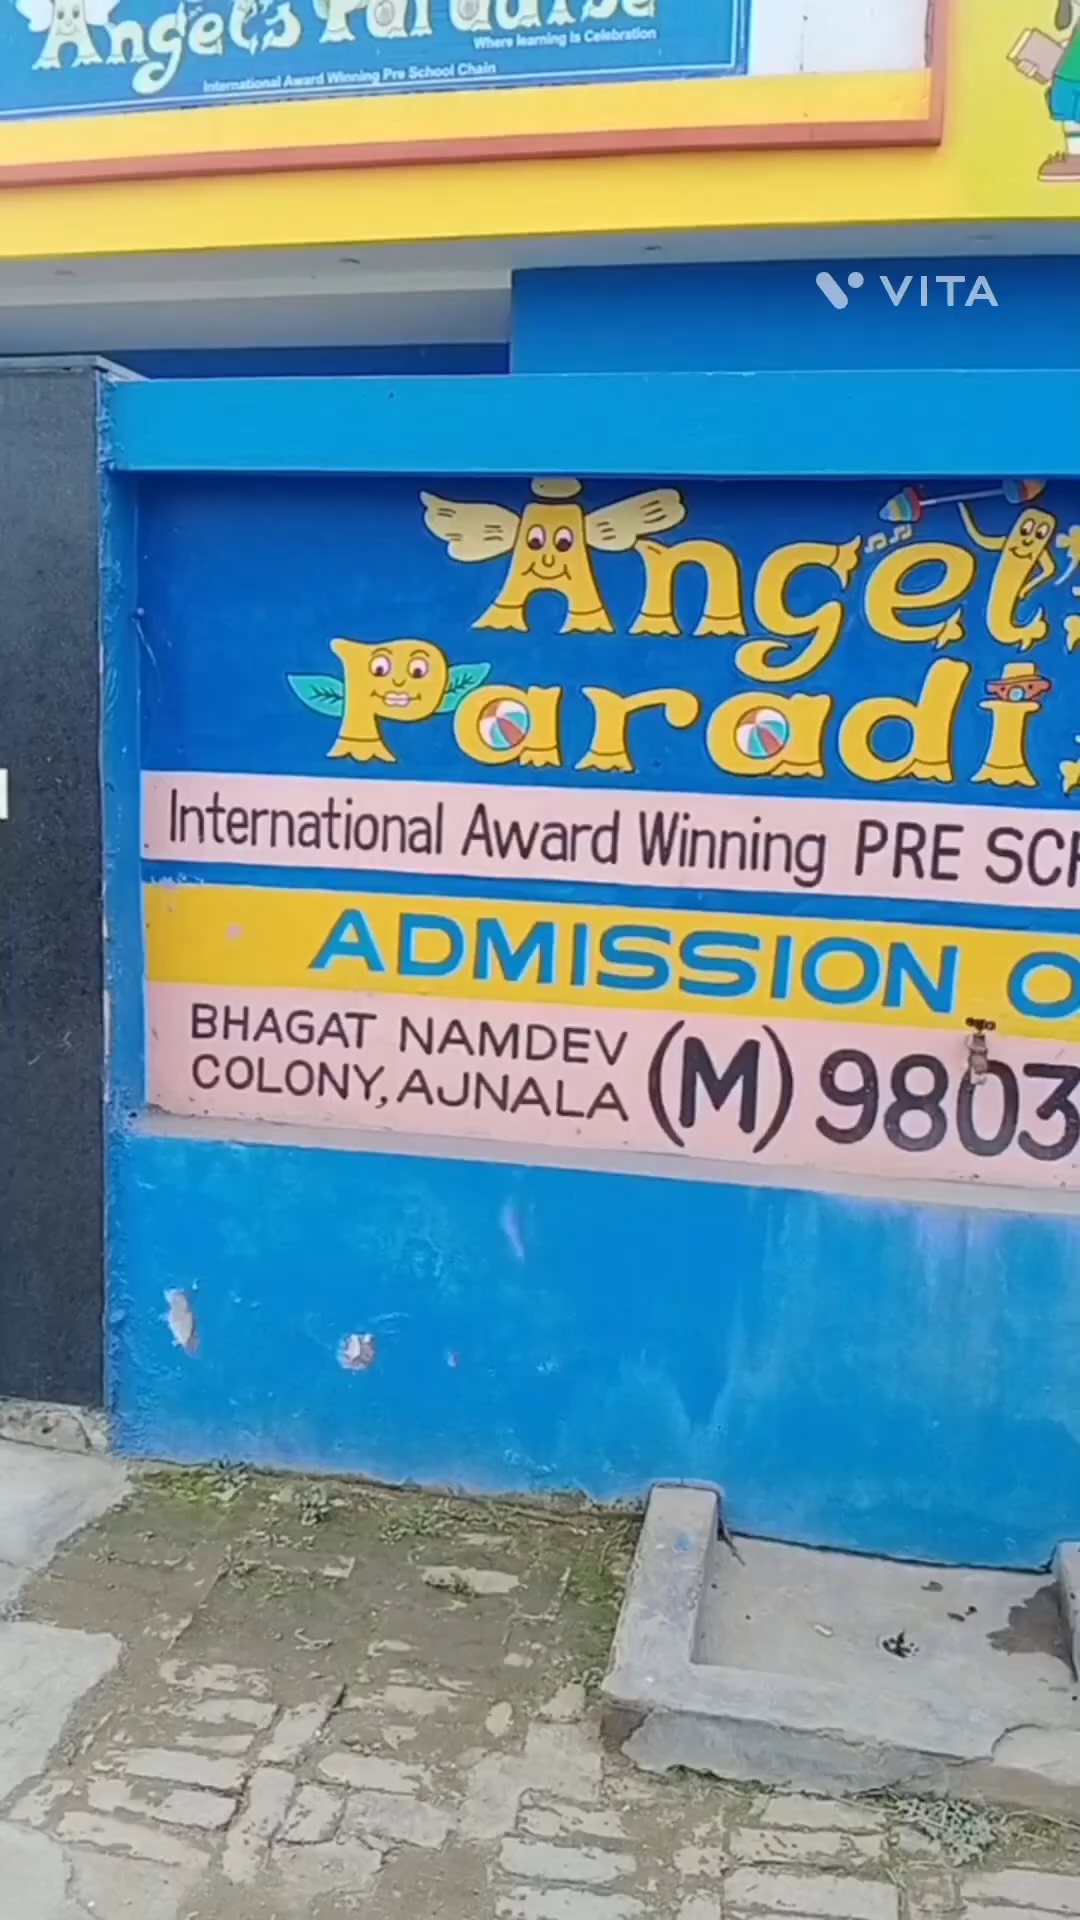 Angel's Paradise
Where learning Is Celebration
International Award Winning Pre School Chain
VITA
Angel's
Paradi
International Award Winning PRE SCH
ADMISSION O
BHAGAT NAMDEV
COLONY, AJNALA
(M) 9803